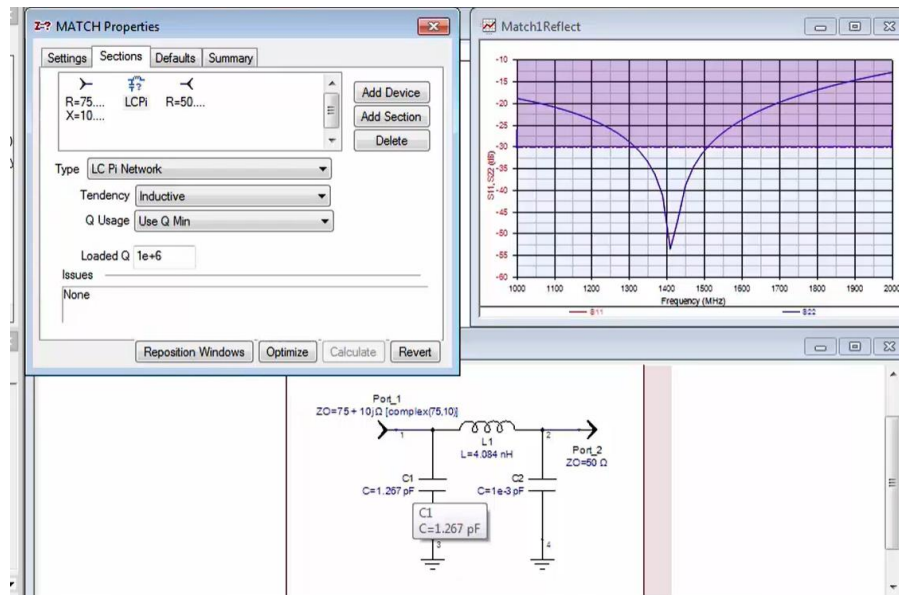 Z=? MATCH Properties
Settings Sections Defaults Summary
R=75.... LCPi R=50....
X=10....
Add Device
Add Section
Delete
Type LC Pi Network
Tendency Inductive
Q Usage Use Q Min
Loaded Q 1e+6
Issues
None
Reposition Windows Optimize Calculate Revert
Match1Reflect
-10
-15
-20
-25
-30
-35
-40
-45
-50
-55
-60
S11, S22 (dB)
1000 1100 1200 1300 1400 1500 1600 1700 1800 1900 2000
Frequency (MHz)
S11 S22
Port_1
ZO=75+10jΩ [complex(75,10)]
1
L1
L=4.084 nH
2
Port_2
ZO=50 Ω
C1
C=1.267 pF
C2
C=1e-3 pF
C1
C=1.267 pF
3
4